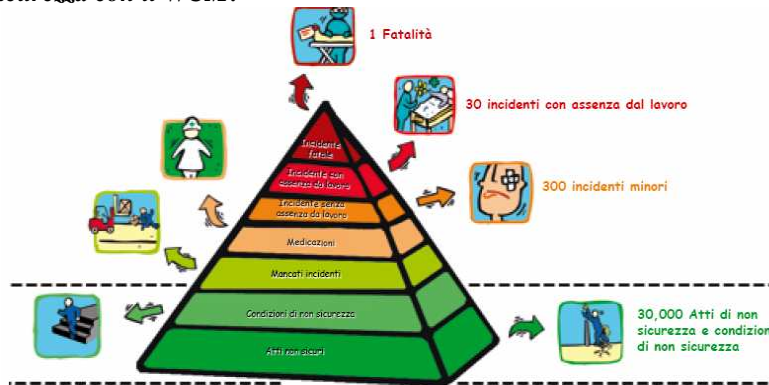 1 Fatalità
30 incidenti con assenza dal lavoro
300 incidenti minori
Incidente
fatale
Incidente con
assenza da lavoro
Incidente senza
assenza da lavoro
Medicazioni
Mancati incidenti
Condizioni di non sicurezza
Atti non sicuri
30,000 Atti di non
sicurezza e condizion
di non sicurezza